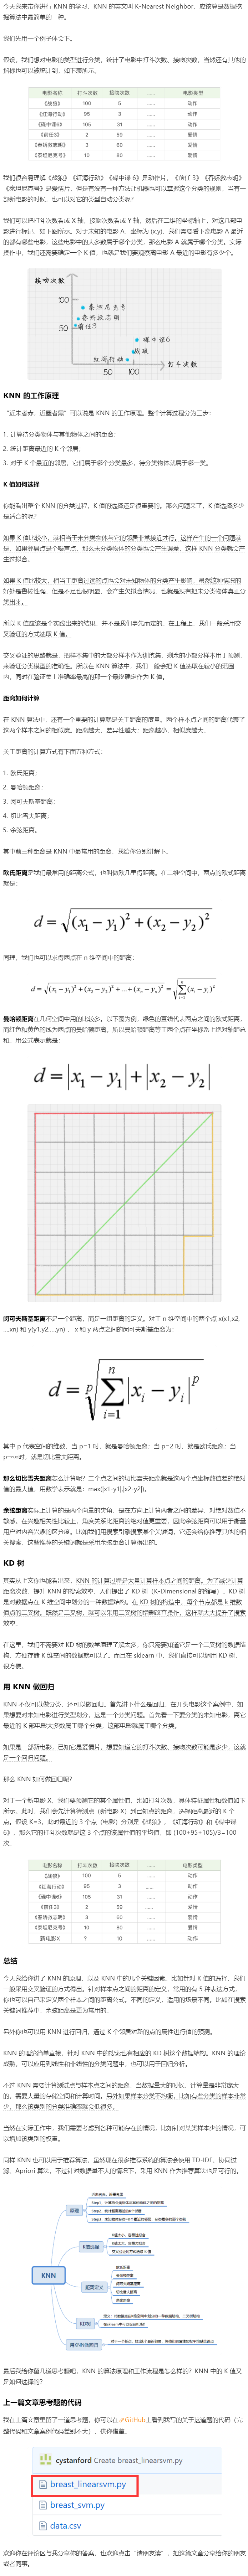 今天我来带你进行 KNN 的学习，KNN 的英文叫 K-Nearest Neighbor，应该算是数据挖
掘算法中最简单的一种。
我们先用一个例子体会下。
假设，我们想对电影的类型进行分类，统计了电影中打斗次数、接吻次数，当然还有其他的
指标也可以被统计到，如下表所示。
电影名称 打斗次数 接吻次数 …… 电影类型
《战狼》 100 5 …… 动作
《红海行动》 95 3 …… 动作
《碟中谍6》 105 31 …… 动作
《前任3》 2 59 …… 爱情
《春娇救志明》 3 60 …… 爱情
《泰坦尼克号》 10 80 …… 爱情
我们很容易理解《战狼》《红海行动》《碟中谍 6》是动作片，《前任 3》《春娇救志明》
《泰坦尼克号》是爱情片，但是有没有一种方法让机器也可以掌握这个分类的规则，当有一
部新电影的时候，也可以对它的类型自动分类呢？
我们可以把打斗次数看成 X 轴，接吻次数看成 Y 轴，然后在二维的坐标轴上，对这几部电
影进行标记，如下图所示。对于未知的电影 A，坐标为 (x,y)，我们需要看下离电影 A 最近
的都有哪些电影，这些电影中的大多数属于哪个分类，那么电影 A 就属于哪个分类。实际
操作中，我们还需要确定一个 K 值，也就是我们要观察离电影 A 最近的电影有多少个。
接吻次数
100
泰坦尼克号
春娇救志明
50
前任3
碟中谍6
战狼
红海行动
50 100
打斗次数
KNN 的工作原理
“近朱者赤，近墨者黑”可以说是 KNN 的工作原理。整个计算过程分为三步：
1. 计算待分类物体与其他物体之间的距离；
2. 统计距离最近的 K 个邻居；
3. 对于 K 个最近的邻居，它们属于哪个分类最多，待分类物体就属于哪一类。
K 值如何选择
你能看出整个 KNN 的分类过程，K 值的选择还是很重要的。那么问题来了，K 值选择多少
是适合的呢？
如果 K 值比较小，就相当于未分类物体与它的邻居非常接近才行。这样产生的一个问题就
是，如果邻居点是个噪声点，那么未分类物体的分类也会产生误差，这样 KNN 分类就会产
生过拟合。
如果 K 值比较大，相当于距离过远的点也会对未知物体的分类产生影响，虽然这种情况的
好处是鲁棒性强，但是不足也很明显，会产生欠拟合情况，也就是没有把未分类物体真正分
类出来。
所以 K 值应该是个实践出来的结果，并不是我们事先而定的。在工程上，我们一般采用交
叉验证的方式选取 K 值。
交叉验证的思路就是，把样本集中的大部分样本作为训练集，剩余的小部分样本用于预测，
来验证分类模型的准确性。所以在 KNN 算法中，我们一般会把 K 值选取在较小的范围
内，同时在验证集上准确率最高的那一个最终确定作为 K 值。
距离如何计算
在 KNN 算法中，还有一个重要的计算就是关于距离的度量。两个样本点之间的距离代表了
这两个样本之间的相似度。距离越大，差异性越大；距离越小，相似度越大。
关于距离的计算方式有下面五种方式：
1. 欧氏距离；
2. 曼哈顿距离；
3. 闵可夫斯基距离；
4. 切比雪夫距离；
5. 余弦距离。
其中前三种距离是 KNN 中最常用的距离，我给你分别讲解下。
欧氏距离是我们最常用的距离公式，也叫做欧几里得距离。在二维空间中，两点的欧式距离
就是：
d = √(x₁ − y₁)² + (x₂ − y₂)²
同理，我们也可以求得两点在 n 维空间中的距离：
d = √(x₁ − y₁)² + (x₂ − y₂)² + ... + (xₙ − yₙ)² = √∑ᵢ₌₁ⁿ (xᵢ − yᵢ)²
曼哈顿距离在几何空间中用的比较多。以下图为例，绿色的直线代表两点之间的欧式距离，
而红色和黄色的线为两点的曼哈顿距离。所以曼哈顿距离等于两个点在坐标系上绝对轴距总
和。用公式表示就是：
d = |x₁ − y₁| + |x₂ − y₂|
闵可夫斯基距离不是一个距离，而是一组距离的定义。对于 n 维空间中的两个点 x(x1,x2,
…,xn) 和 y(y1,y2,…,yn) ， x 和 y 两点之间的闵可夫斯基距离为：
d = ᵖ√∑ᵢ₌₁ⁿ |xᵢ − yᵢ|ᵖ
其中 p 代表空间的维数，当 p=1 时，就是曼哈顿距离；当 p=2 时，就是欧氏距离；当
p→∞时，就是切比雪夫距离。
那么切比雪夫距离怎么计算呢？二个点之间的切比雪夫距离就是这两个点坐标数值差的绝对
值的最大值，用数学表示就是：max(|x1-y1|,|x2-y2|)。
余弦距离实际上计算的是两个向量的夹角，是在方向上计算两者之间的差异，对绝对数值不
敏感。在兴趣相关性比较上，角度关系比距离的绝对值更重要，因此余弦距离可以用于衡量
用户对内容兴趣的区分度。比如我们用搜索引擎搜索某个关键词，它还会给你推荐其他的相
关搜索，这些推荐的关键词就是采用余弦距离计算得出的。
KD 树
其实从上文你也能看出来，KNN 的计算过程是大量计算样本点之间的距离。为了减少计算
距离次数，提升 KNN 的搜索效率，人们提出了 KD 树（K-Dimensional 的缩写）。KD 树
是对数据点在 K 维空间中划分的一种数据结构。在 KD 树的构造中，每个节点都是 k 维数
值点的二叉树。既然是二叉树，就可以采用二叉树的增删改查操作，这样就大大提升了搜索
效率。
在这里，我们不需要对 KD 树的数学原理了解太多，你只需要知道它是一个二叉树的数据结
构，方便存储 K 维空间的数据就可以了。而且在 sklearn 中，我们直接可以调用 KD 树，
很方便。
用 KNN 做回归
KNN 不仅可以做分类，还可以做回归。首先讲下什么是回归。在开头电影这个案例中，如
果想要对未知电影进行类型划分，这是一个分类问题。首先看一下要分类的未知电影，离它
最近的 K 部电影大多数属于哪个分类，这部电影就属于哪个分类。
如果是一部新电影，已知它是爱情片，想要知道它的打斗次数、接吻次数可能是多少，这就
是一个回归问题。
那么 KNN 如何做回归呢？
对于一个新电影 X，我们要预测它的某个属性值，比如打斗次数，具体特征属性和数值如下
所示。此时，我们会先计算待测点（新电影 X）到已知点的距离，选择距离最近的 K 个
点。假设 K=3，此时最近的 3 个点（电影）分别是《战狼》，《红海行动》和《碟中谍
6》，那么它的打斗次数就是这 3 个点的该属性值的平均值，即 (100+95+105)/3=100
次。
电影名称 打斗次数 接吻次数 …… 电影类型
《战狼》 100 5 …… 动作
《红海行动》 95 3 …… 动作
《碟中谍6》 105 31 …… 动作
《前任3》 2 59 …… 爱情
《春娇救志明》 3 60 …… 爱情
《泰坦尼克号》 10 80 …… 爱情
新电影X ? 10 …… 动作
总结
今天我给你讲了 KNN 的原理，以及 KNN 中的几个关键因素。比如针对 K 值的选择，我们
一般采用交叉验证的方式得出。针对样本点之间的距离的定义，常用的有 5 种表达方式，
你也可以自己来定义两个样本之间的距离公式。不同的定义，适用的场景不同。比如在搜索
关键词推荐中，余弦距离是更为常用的。
另外你也可以用 KNN 进行回归，通过 K 个邻居对新的点的属性进行值的预测。
KNN 的理论简单直接，针对 KNN 中的搜索也有相应的 KD 树这个数据结构。KNN 的理论
成熟，可以应用到线性和非线性的分类问题中，也可以用于回归分析。
不过 KNN 需要计算测试点与样本点之间的距离，当数据量大的时候，计算量是非常庞大
的，需要大量的存储空间和计算时间。另外如果样本分类不均衡，比如有些分类的样本非常
少，那么该类别的分类准确率就会低很多。
当然在实际工作中，我们需要考虑到各种可能存在的情况，比如针对某类样本少的情况，可
以增加该类别的权重。
同样 KNN 也可以用于推荐算法，虽然现在很多推荐系统的算法会使用 TD-IDF、协同过
滤、Apriori 算法，不过针对数据量不大的情况下，采用 KNN 作为推荐算法也是可行的。
KNN
原理
近朱者赤，近墨者黑
K值选择
K值太小，容易过拟合
K值太大，容易欠拟合
距离定义
欧氏距离
曼哈顿距离
闵可夫斯基距离
切比雪夫距离
余弦距离
KD树
用KNN做回归
最后我给你留几道思考题吧，KNN 的算法原理和工作流程是怎么样的？KNN 中的 K 值又
是如何选择的？
上一篇文章思考题的代码
我在上篇文章里留了一道思考题，你可以在GitHub上看到我写的关于这道题的代码（完
整代码和文章案例代码差别不大），供你借鉴。
cystanford Create breast_linearsvm.py
breast_linearsvm.py
breast_svm.py
data.csv
欢迎你在评论区与我分享你的答案，也欢迎点击“请朋友读”，把这篇文章分享给你的朋友
或者同事。